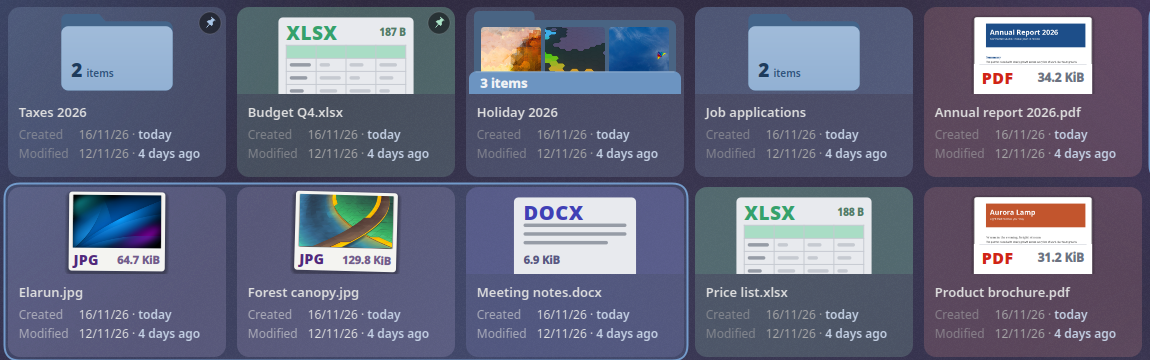 2 items
Taxes 2026
Created 16/11/26 · today
Modified 12/11/26 · 4 days ago
XLSX 187 B
Budget Q4.xlsx
Created 16/11/26 · today
Modified 12/11/26 · 4 days ago
3 items
Holiday 2026
Created 16/11/26 · today
Modified 12/11/26 · 4 days ago
2 items
Job applications
Created 16/11/26 · today
Modified 12/11/26 · 4 days ago
Annual Report 2026
PDF 34.2 KiB
Annual report 2026.pdf
Created 16/11/26 · today
Modified 12/11/26 · 4 days ago
JPG 64.7 KiB
Elarun.jpg
Created 16/11/26 · today
Modified 12/11/26 · 4 days ago
JPG 129.8 KiB
Forest canopy.jpg
Created 16/11/26 · today
Modified 12/11/26 · 4 days ago
DOCX
6.9 KiB
Meeting notes.docx
Created 16/11/26 · today
Modified 12/11/26 · 4 days ago
XLSX 188 B
Price list.xlsx
Created 16/11/26 · today
Modified 12/11/26 · 4 days ago
Aurora Lamp
PDF 31.2 KiB
Product brochure.pdf
Created 16/11/26 · today
Modified 12/11/26 · 4 days ago